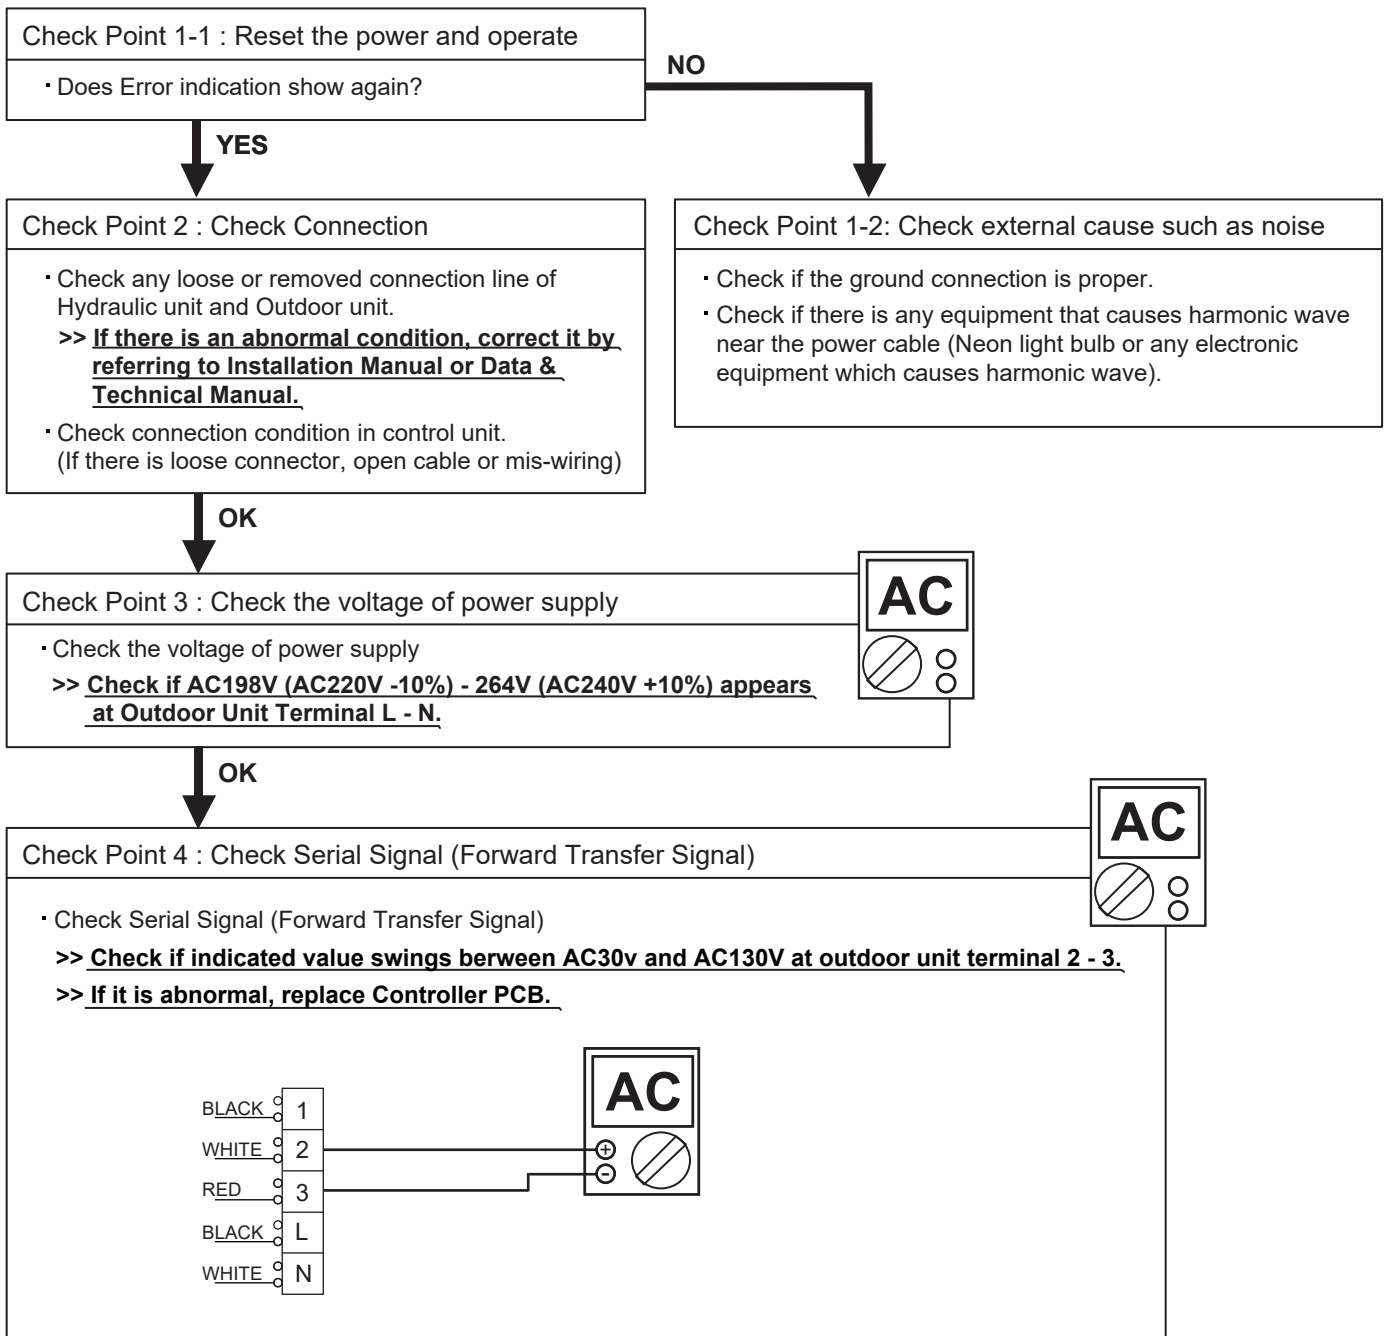 Check Point 1-1 : Reset the power and operate
· Does Error indication show again?
NO
YES
Check Point 2 : Check Connection
· Check any loose or removed connection line of
Hydraulic unit and Outdoor unit.
>> If there is an abnormal condition, correct it by
referring to Installation Manual or Data &
Technical Manual.
· Check connection condition in control unit.
(If there is loose connector, open cable or mis-wiring)
Check Point 1-2: Check external cause such as noise
· Check if the ground connection is proper.
· Check if there is any equipment that causes harmonic wave
near the power cable (Neon light bulb or any electronic
equipment which causes harmonic wave).
OK
Check Point 3 : Check the voltage of power supply
AC
· Check the voltage of power supply
>> Check if AC198V (AC220V -10%) - 264V (AC240V +10%) appears
at Outdoor Unit Terminal L - N.
OK
Check Point 4 : Check Serial Signal (Forward Transfer Signal)
AC
· Check Serial Signal (Forward Transfer Signal)
>> Check if indicated value swings berween AC30v and AC130V at outdoor unit terminal 2 - 3.
>> If it is abnormal, replace Controller PCB.
AC
BLACK 1
WHITE 2 +
RED 3 -
BLACK L
WHITE N